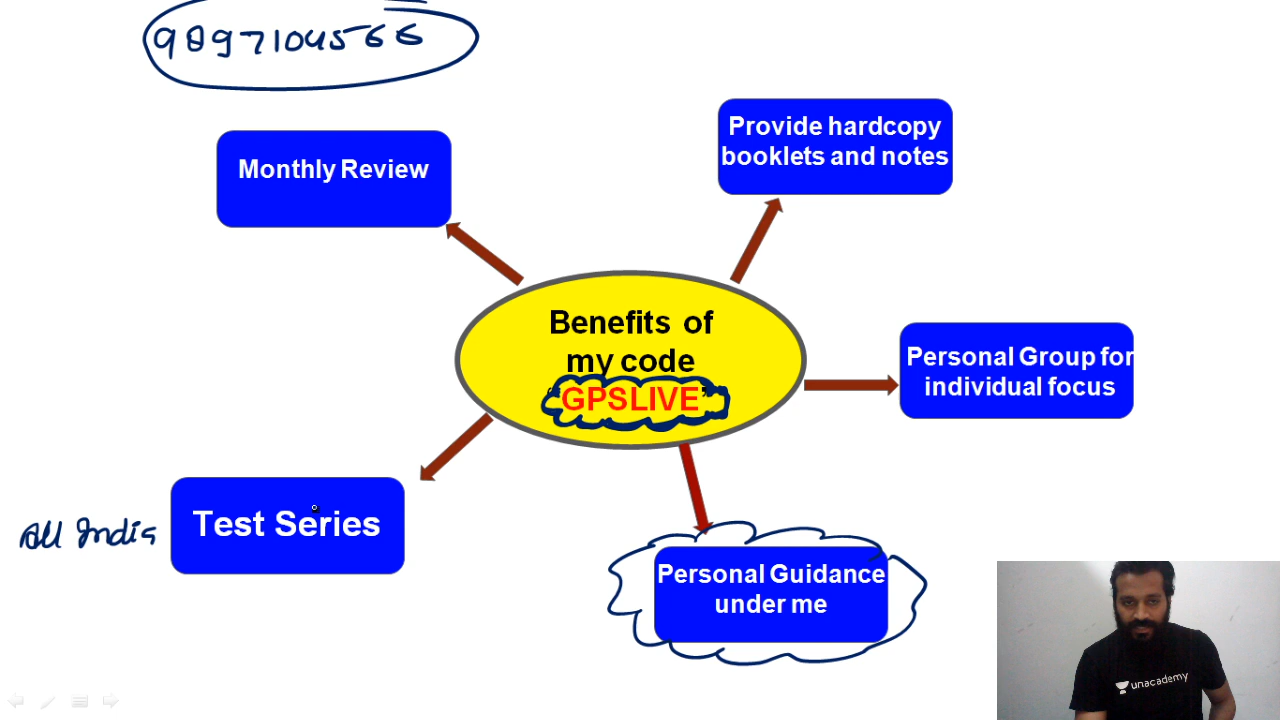 9897104566
Monthly Review
Provide hardcopy
booklets and notes
Benefits of
my code
“GPSLIVE”
Personal Group for
individual focus
All India
Test Series
Personal Guidance
under me
unacademy